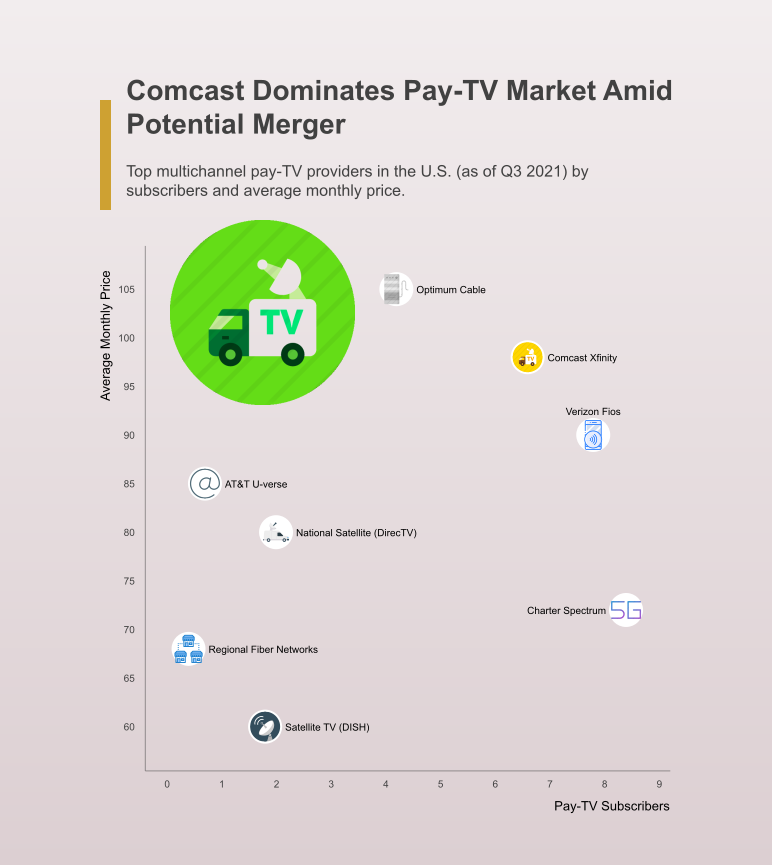 Comcast Dominates Pay-TV Market Amid
Potential Merger
Top multichannel pay-TV providers in the U.S. (as of Q3 2021) by
subscribers and average monthly price.
Average Monthly Price
105
100
95
90
85
80
75
70
65
60
TV
Optimum Cable
TV
Comcast Xfinity
Verizon Fios
@ AT&T U-verse
National Satellite (DirecTV)
Charter Spectrum 5G
Regional Fiber Networks
Satellite TV (DISH)
0 1 2 3 4 5 6 7 8 9
Pay-TV Subscribers